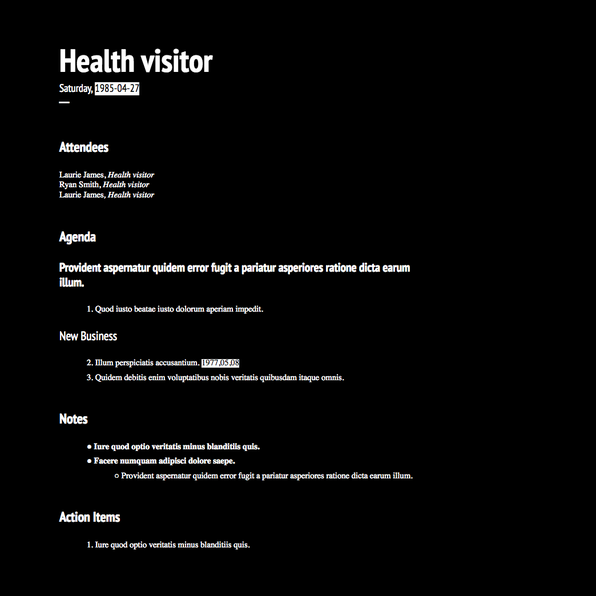 Health visitor
Saturday, 1985-04-27
Attendees
Laurie James, Health visitor
Ryan Smith, Health visitor
Laurie James, Health visitor
Agenda
Provident aspernatur quidem error fugit a pariatur asperiores ratione dicta earum
illum.
1. Quod iusto beatae iusto dolorum aperiam impedit.
New Business
2. Illum perspiciatis accusantium. 1977.05.08
3. Quidem debitis enim voluptatibus nobis veritatis quibusdam itaque omnis.
Notes
● Iure quod optio veritatis minus blanditiis quis.
● Facere numquam adipisci dolore saepe.
○ Provident aspernatur quidem error fugit a pariatur asperiores ratione dicta earum illum.
Action Items
1. Iure quod optio veritatis minus blanditiis quis.